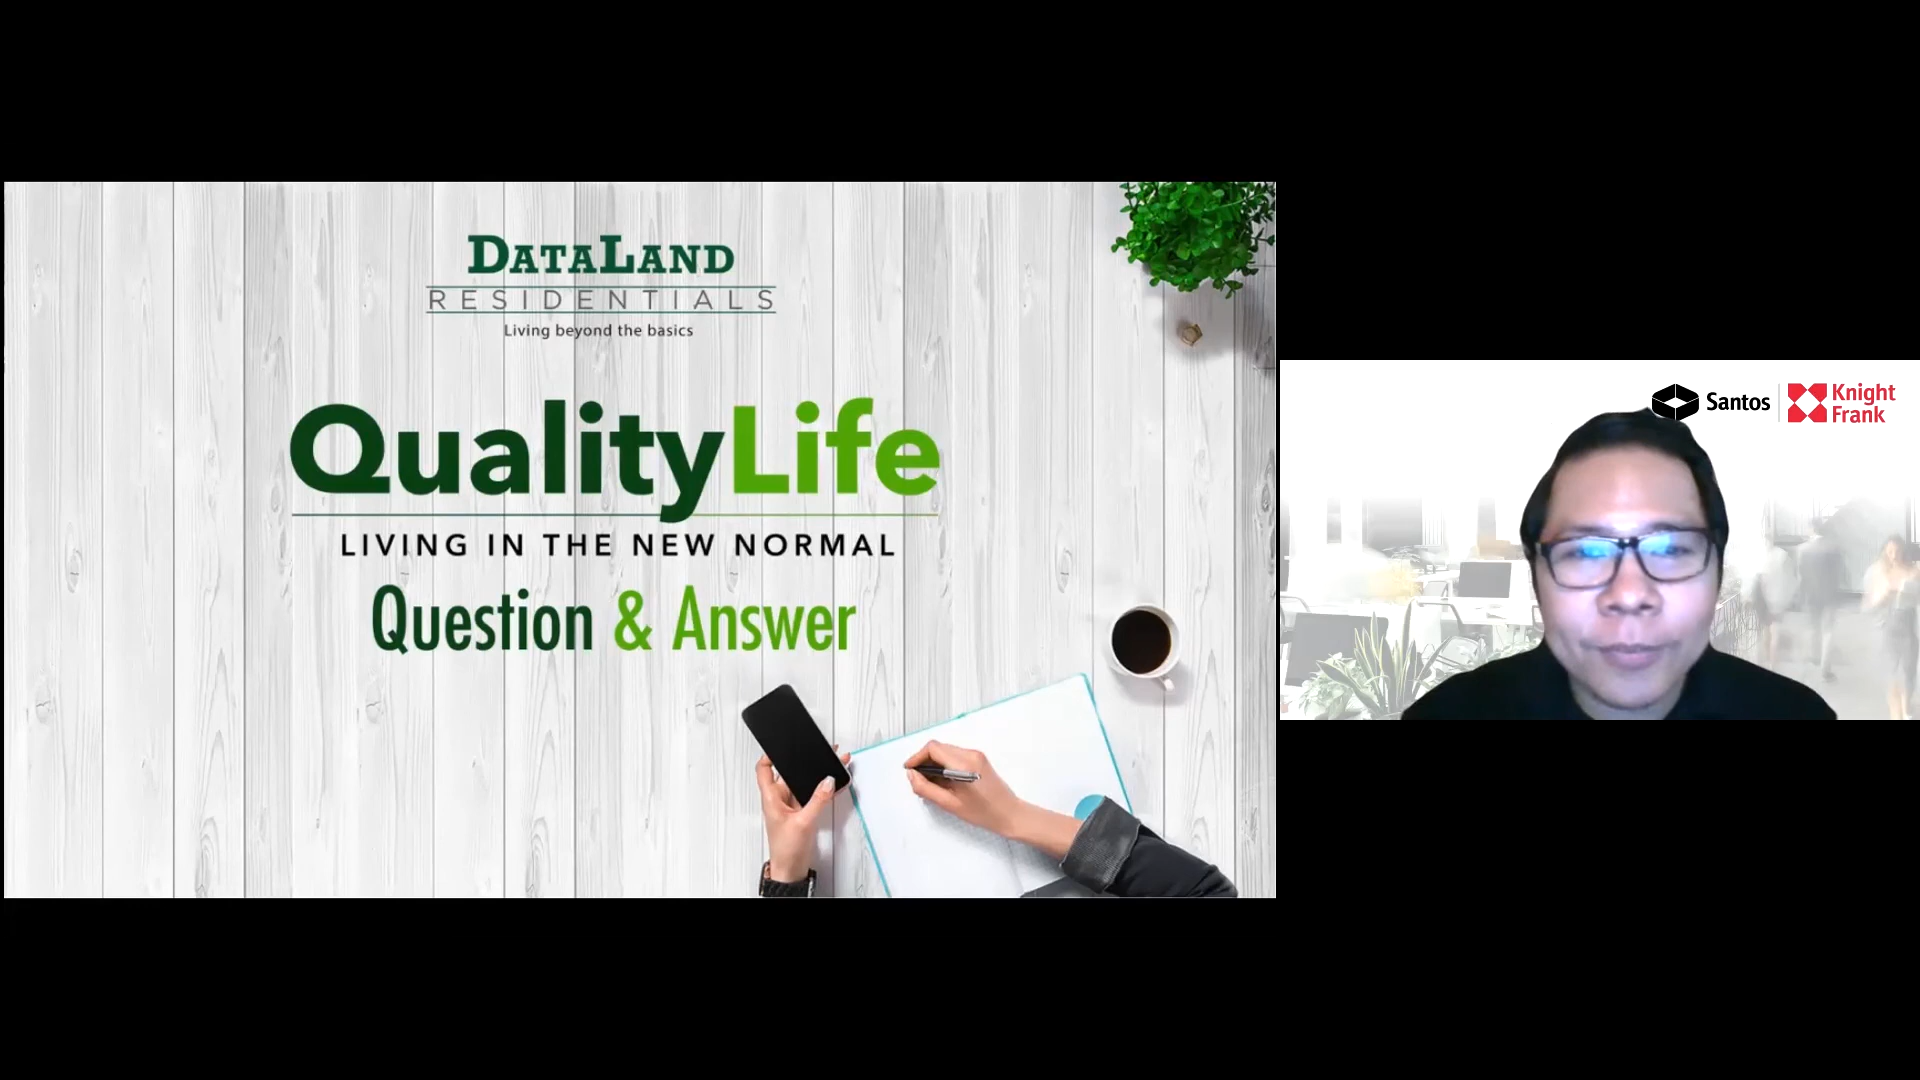 DATALAND
RESIDENTIALS
Living beyond the basics
QualityLife
LIVING IN THE NEW NORMAL
Question & Answer
Santos
Knight
Frank